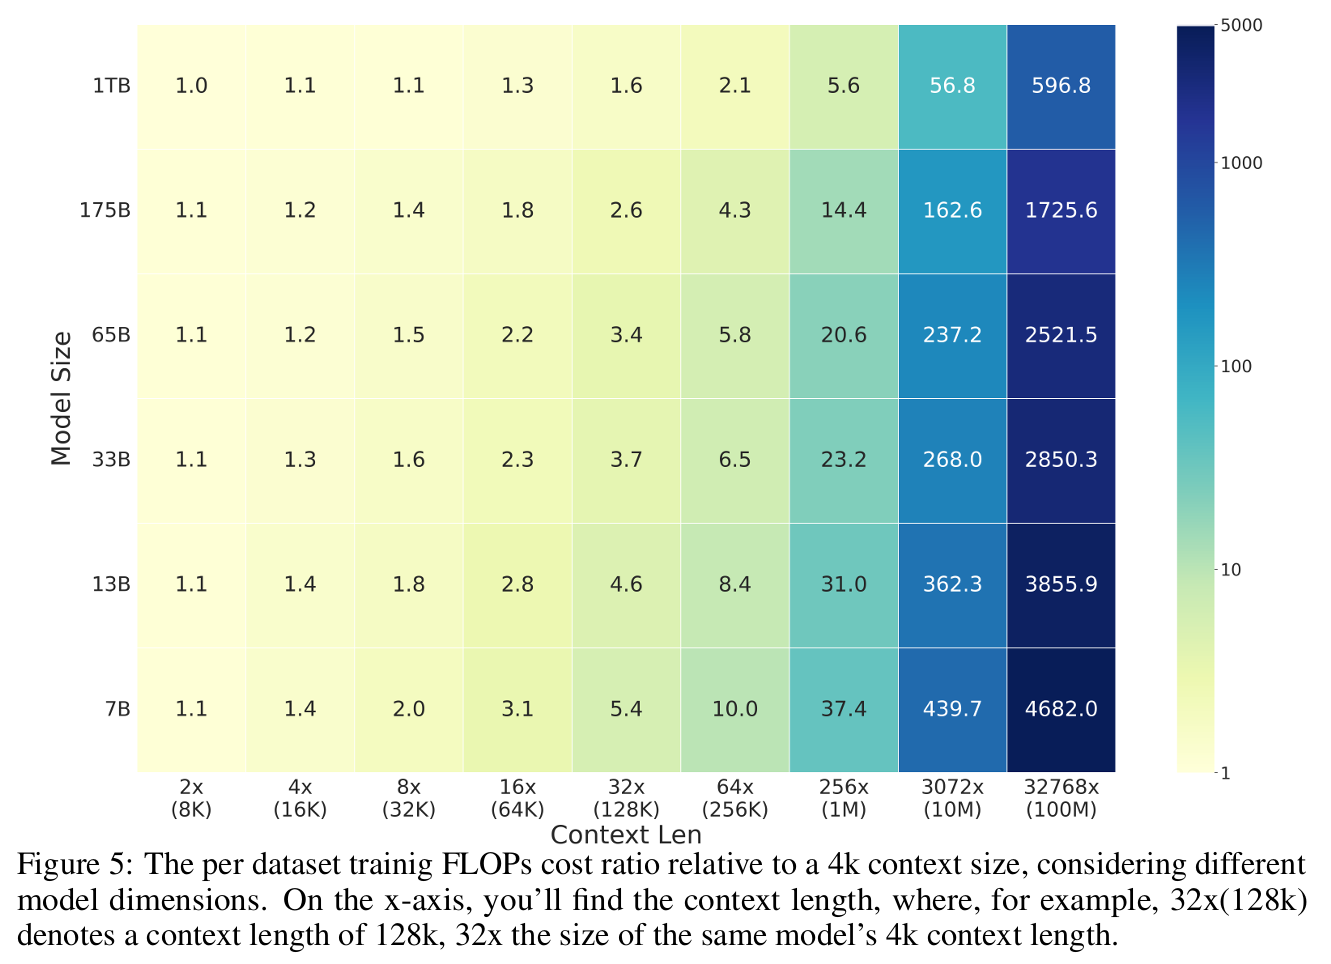 5000
1TB 1.0 1.1 1.1 1.3 1.6 2.1 5.6 56.8 596.8
1000
175B 1.1 1.2 1.4 1.8 2.6 4.3 14.4 162.6 1725.6
65B 1.1 1.2 1.5 2.2 3.4 5.8 20.6 237.2 2521.5
100
Model Size
33B 1.1 1.3 1.6 2.3 3.7 6.5 23.2 268.0 2850.3
10
13B 1.1 1.4 1.8 2.8 4.6 8.4 31.0 362.3 3855.9
7B 1.1 1.4 2.0 3.1 5.4 10.0 37.4 439.7 4682.0
1
2x 4x 8x 16x 32x 64x 256x 3072x 32768x
(8K) (16K) (32K) (64K) (128K) (256K) (1M) (10M) (100M)
Context Len
Figure 5: The per dataset trainig FLOPs cost ratio relative to a 4k context size, considering different
model dimensions. On the x-axis, you'll find the context length, where, for example, 32x(128k)
denotes a context length of 128k, 32x the size of the same model's 4k context length.